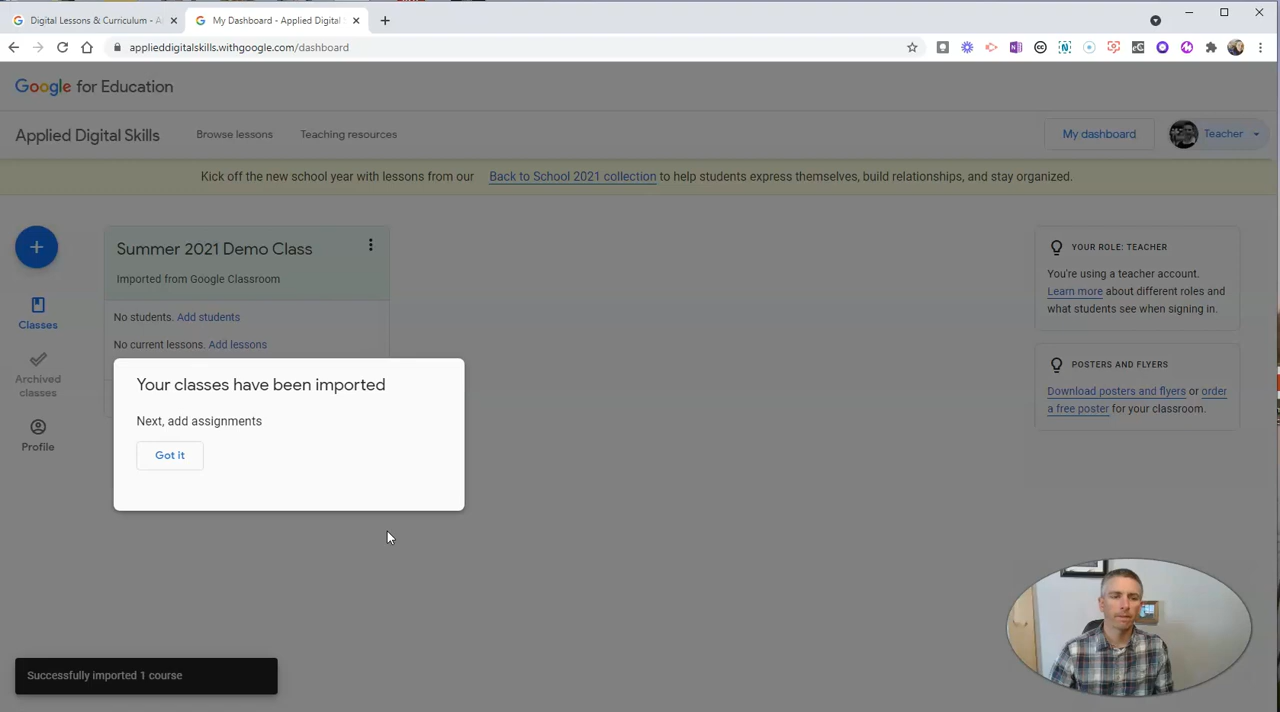 Digital Lessons & Curriculum - A
My Dashboard - Applied Digital
applieddigitalskills.withgoogle.com/dashboard
Google for Education
Applied Digital Skills
Browse lessons
Teaching resources
My dashboard
Teacher
Kick off the new school year with lessons from our Back to School 2021 collection to help students express themselves, build relationships, and stay organized.
Summer 2021 Demo Class
Imported from Google Classroom
No students. Add students
No current lessons. Add lessons
Classes
Archived
classes
Profile
Your classes have been imported
Next, add assignments
Got it
YOUR ROLE: TEACHER
You're using a teacher account.
Learn more about different roles and
what students see when signing in.
POSTERS AND FLYERS
Download posters and flyers or order
a free poster for your classroom.
Successfully imported 1 course